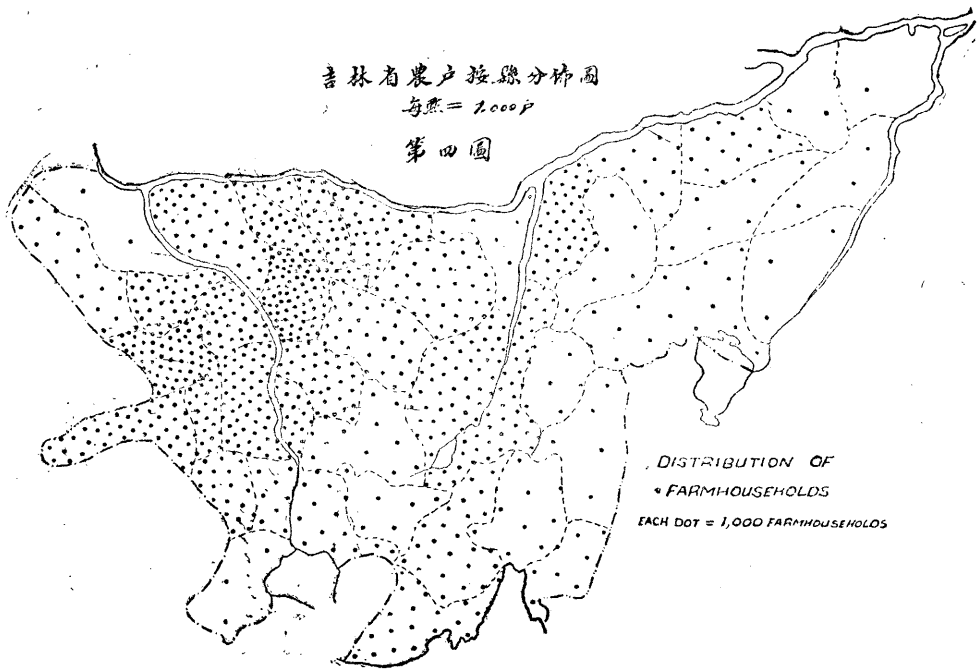 吉林省農户按縣分佈圖
每點= 1,000户
第四圖
DISTRIBUTION OF
FARMHOUSEHOLDS
EACH DOT = 1,000 FARMHOUSEHOLDS